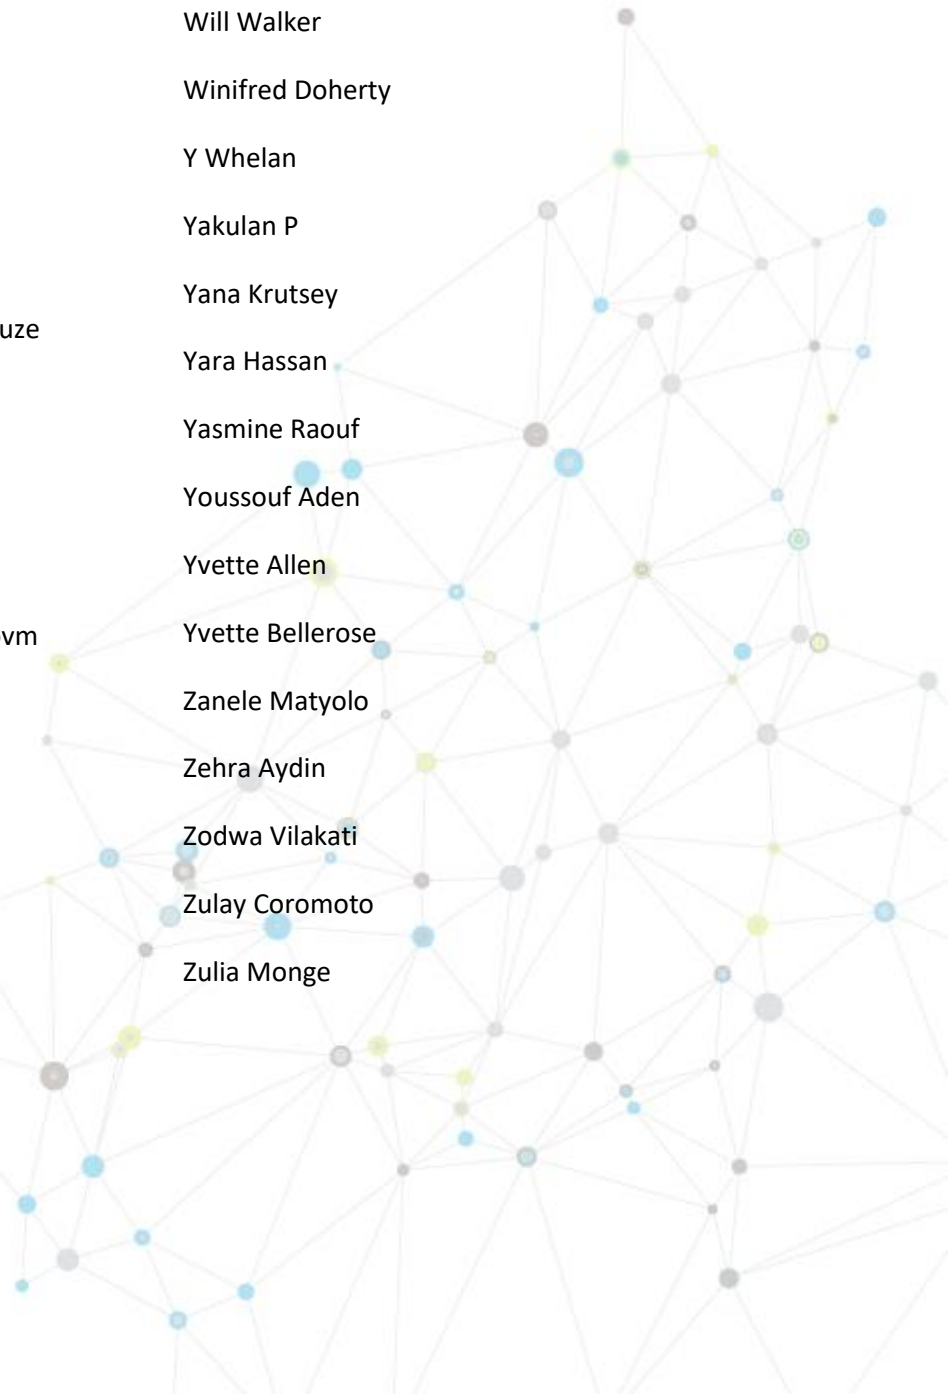 Will Walker
Winifred Doherty
Y Whelan
Yakulan P
Yana Krutsey
uze
Yara Hassan
Yasmine Raouf
Youssouf Aden
Yvette Allen
Yvette Bellerose
vm
Zanele Matyolo
Zehra Aydin
Zodwa Vilakati
Zulay Coromoto
Zulia Monge